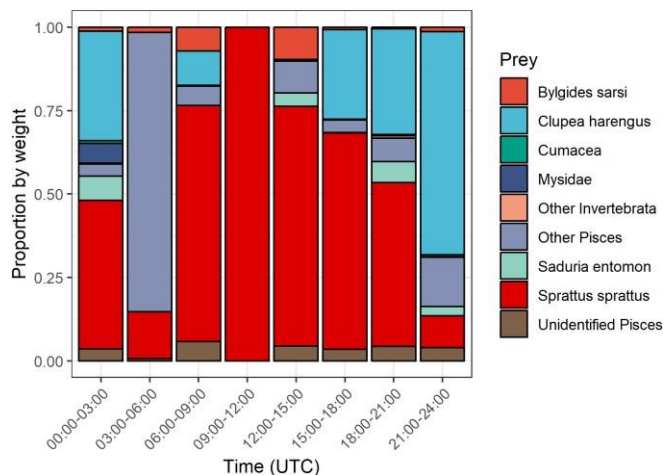 Proportion by weight
1.00
0.75
0.50
0.25
0.00
00:00-03:00
03:00-06:00
06:00-09:00
09:00-12:00
12:00-15:00
15:00-18:00
18:00-21:00
21:00-24:00
Time (UTC)
Prey
Bylgides sarsi
Clupea harengus
Cumacea
Mysidae
Other Invertebrata
Other Pisces
Saduria entomon
Sprattus sprattus
Unidentified Pisces